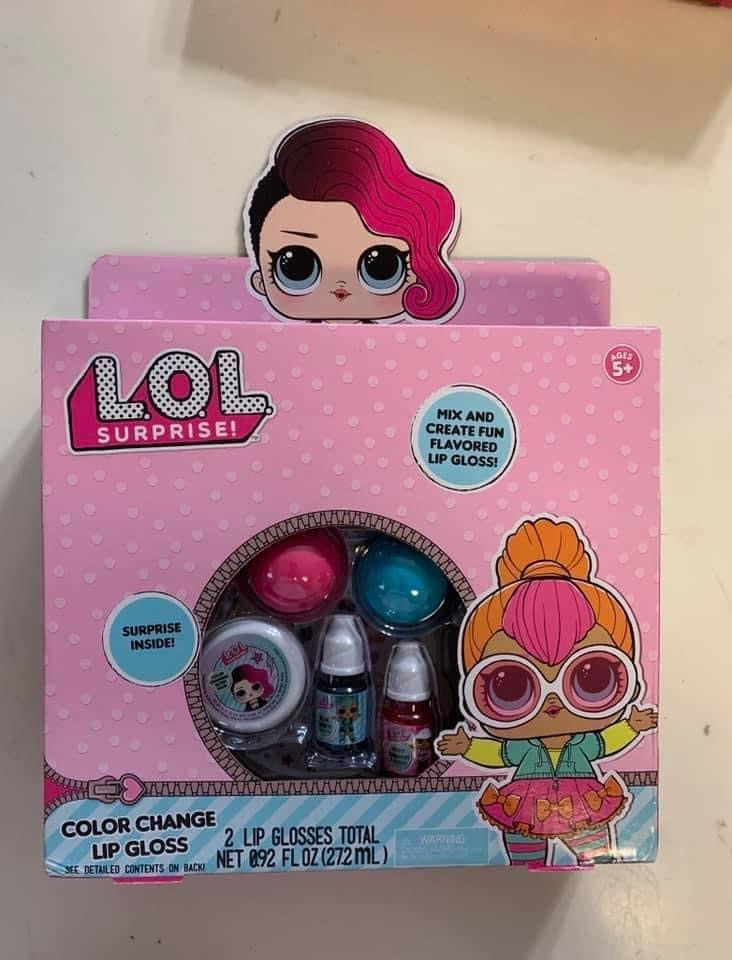 AGES
5+
L.O.L.
SURPRISE!
TM
MIX AND
CREATE FUN
FLAVORED
LIP GLOSS!
SURPRISE
INSIDE!
L.O.L.
L.O.L.
COLOR CHANGE
LIP GLOSS
SEE DETAILED CONTENTS ON BACK!
2 LIP GLOSSES TOTAL
NET 0.92 FL OZ (27.2 mL)
WARNING: